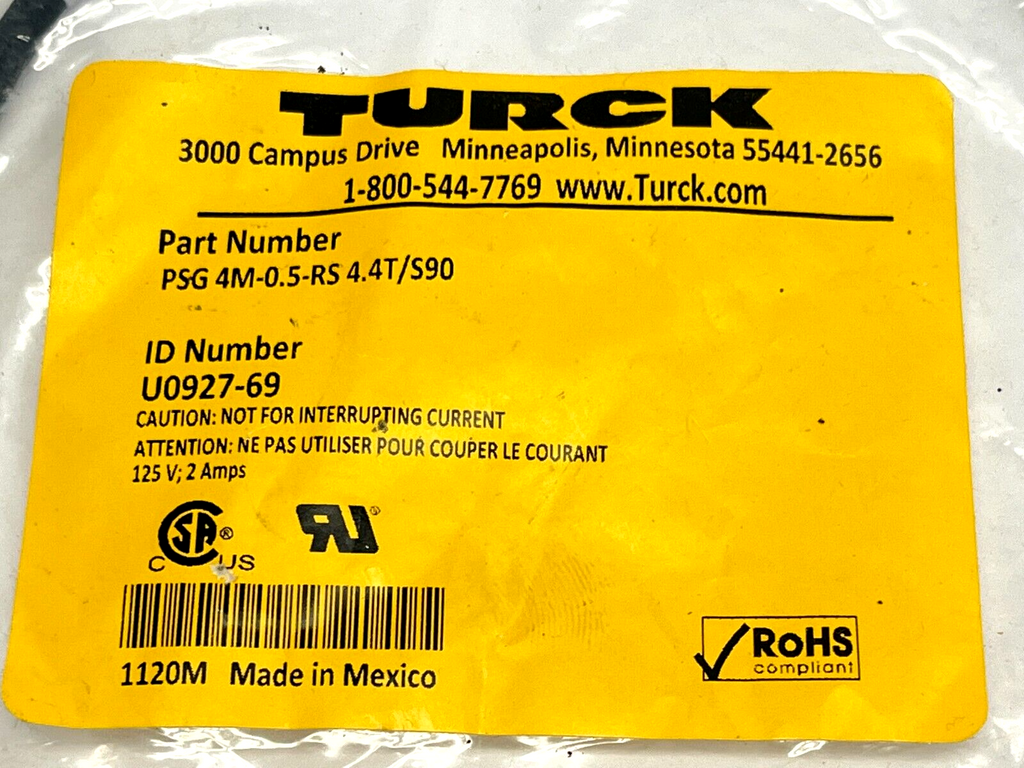 TURCK
3000 Campus Drive Minneapolis, Minnesota 55441-2656
1-800-544-7769 www.Turck.com
Part Number
PSG 4M-0.5-RS 4.4T/S90
ID Number
U0927-69
CAUTION: NOT FOR INTERRUPTING CURRENT
ATTENTION: NE PAS UTILISER POUR COUPER LE COURANT
125 V; 2 Amps
C SA ® US
RU ®
1120M Made in Mexico
RoHS
compliant